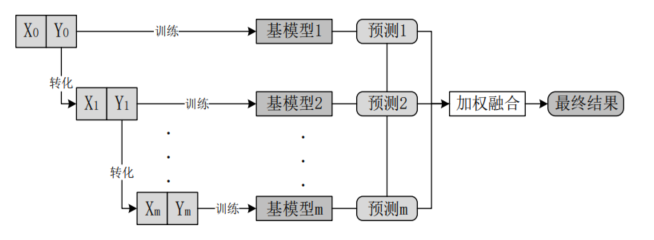 X0 Y0 训练 基模型1 预测1
转化
X1 Y1 训练 基模型2 预测2 加权融合 最终结果
转化
Xm Ym 训练 基模型m 预测m